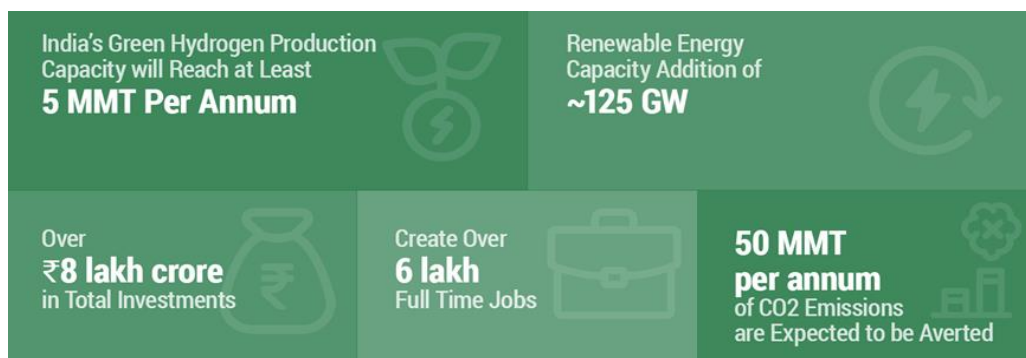 India's Green Hydrogen Production
Capacity will Reach at Least
5 MMT Per Annum
Renewable Energy
Capacity Addition of
~125 GW
Over
₹8 lakh crore
in Total Investments
Create Over
6 lakh
Full Time Jobs
50 MMT
per annum
of CO2 Emissions
are Expected to be Averted